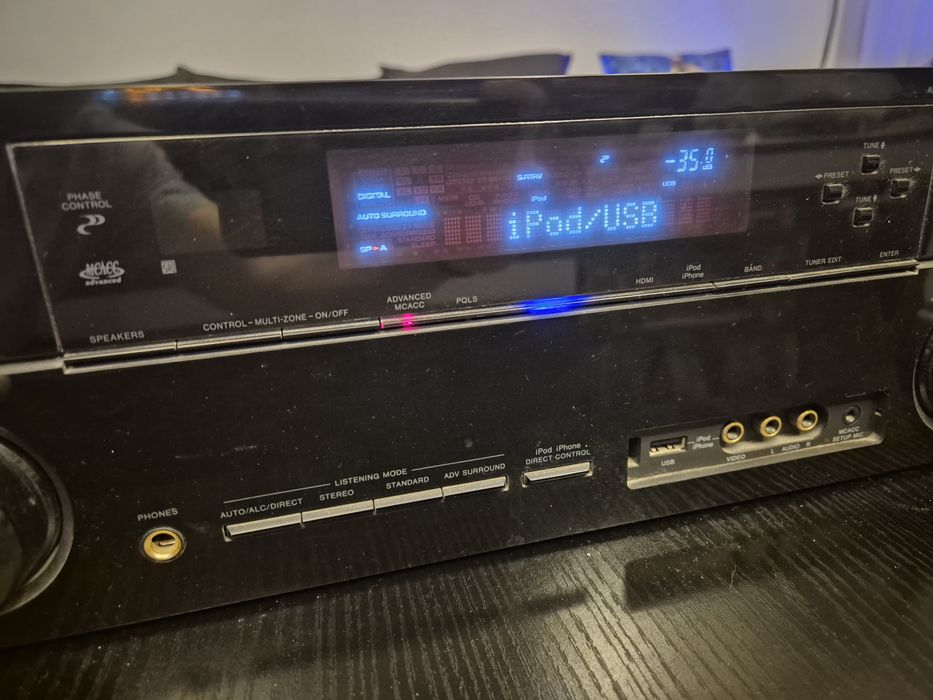 PHASE
CONTROL
MCACC
advanced
DIGITAL
AUTO SURROUND
SP▶A
S.RTRV
-35.0
dB
USB
iPod
iPod/USB
TUNE
PRESET
PRESET
TUNE
SPEAKERS
CONTROL - MULTI-ZONE - ON/OFF
ADVANCED
MCACC
PQLS
HDMI
iPod
iPhone
BAND
TUNER EDIT
ENTER
PHONES
LISTENING MODE
AUTO/ALC/DIRECT
STEREO
STANDARD
ADV SURROUND
iPod iPhone
DIRECT CONTROL
USB
iPod
iPhone
VIDEO
L AUDIO R
MCACC
SETUP MIC